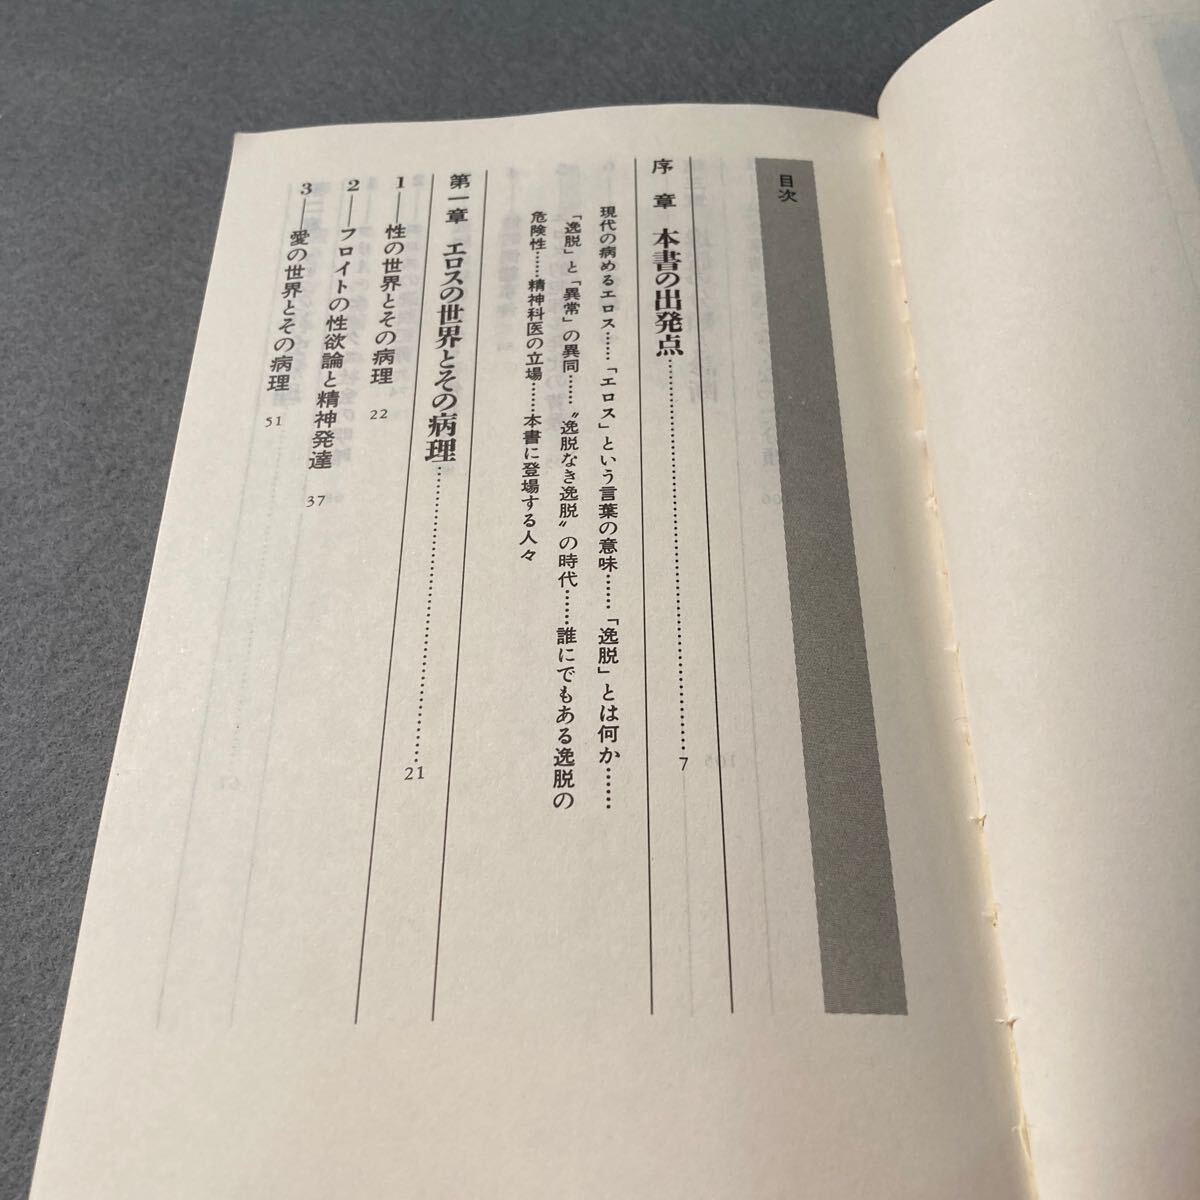 目次
序章 本書の出発点……………………7
現代の病めるエロス……「エロス」という言葉の意味……「逸脱」とは何か……
「逸脱」と「異常」の異同……〝逸脱なき逸脱〟の時代……誰にでもある逸脱の
危険性……精神科医の立場……本書に登場する人々
第一章 エロスの世界とその病理……………………21
1──性の世界とその病理 22
2──フロイトの性欲論と精神発達 37
3──愛の世界とその病理 51